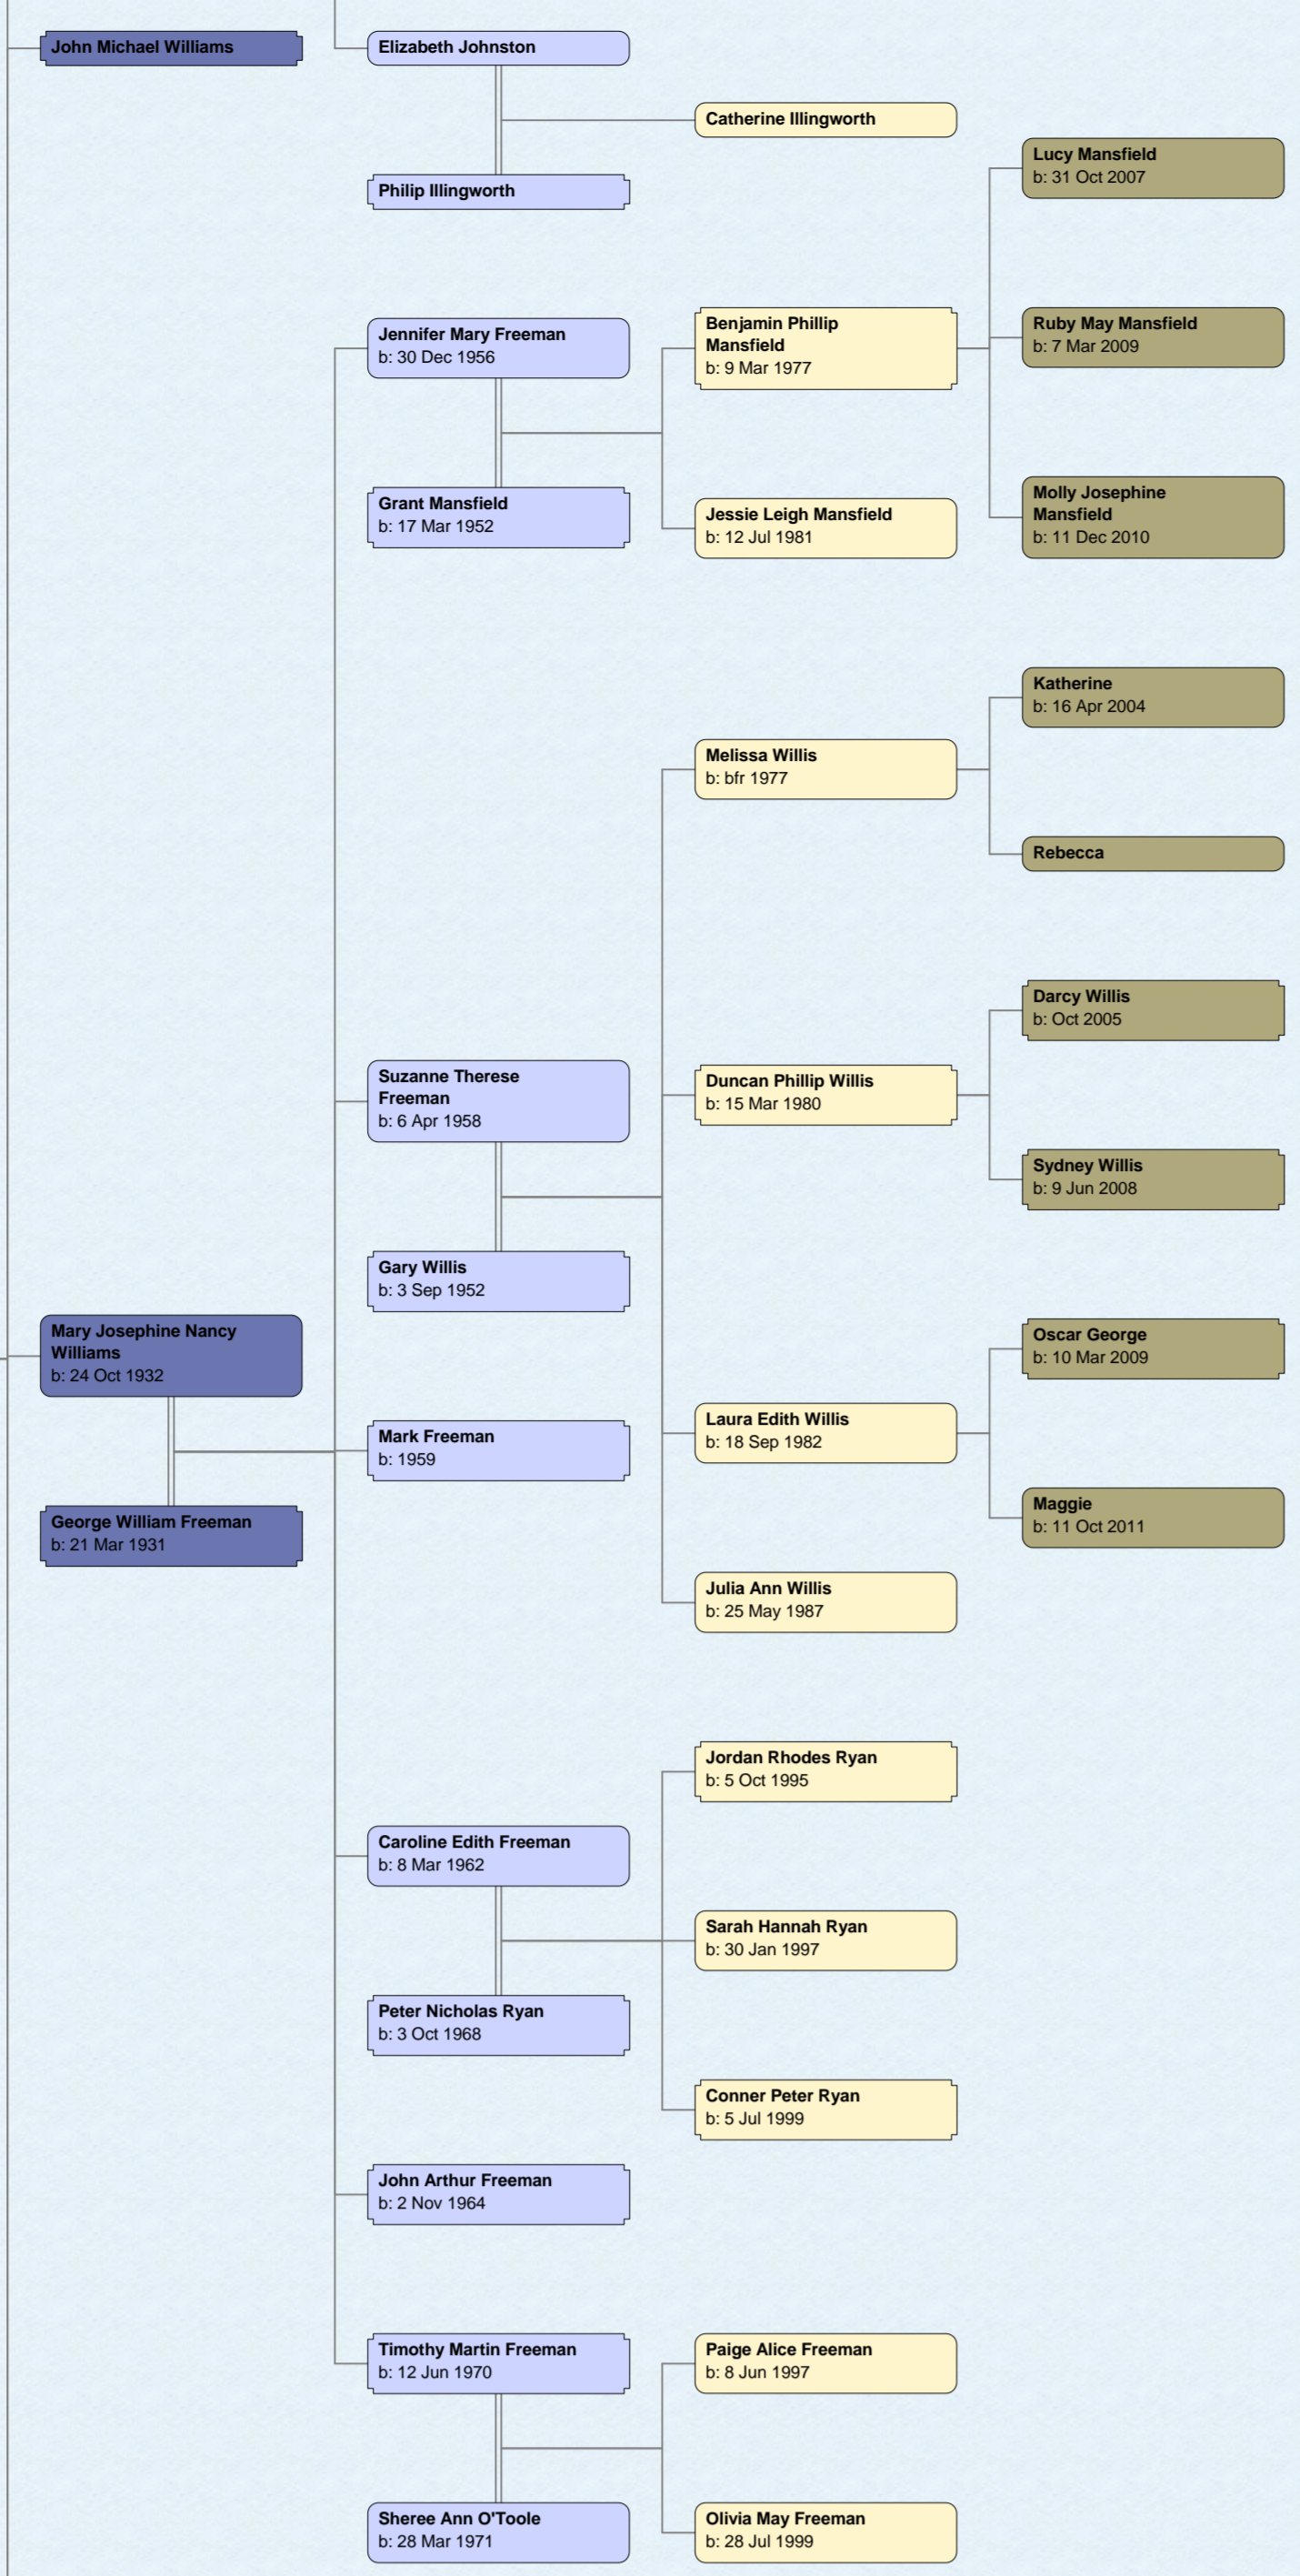 John Michael Williams
Elizabeth Johnston
Catherine Illingworth
Philip Illingworth
Lucy Mansfield
b: 31 Oct 2007
Jennifer Mary Freeman
b: 30 Dec 1956
Benjamin Phillip
Mansfield
b: 9 Mar 1977
Ruby May Mansfield
b: 7 Mar 2009
Grant Mansfield
b: 17 Mar 1952
Jessie Leigh Mansfield
b: 12 Jul 1981
Molly Josephine
Mansfield
b: 11 Dec 2010
Katherine
b: 16 Apr 2004
Melissa Willis
b: bfr 1977
Rebecca
Darcy Willis
b: Oct 2005
Suzanne Therese
Freeman
b: 6 Apr 1958
Duncan Phillip Willis
b: 15 Mar 1980
Sydney Willis
b: 9 Jun 2008
Gary Willis
b: 3 Sep 1952
Mary Josephine Nancy
Williams
b: 24 Oct 1932
Oscar George
b: 10 Mar 2009
Mark Freeman
b: 1959
Laura Edith Willis
b: 18 Sep 1982
George William Freeman
b: 21 Mar 1931
Maggie
b: 11 Oct 2011
Julia Ann Willis
b: 25 May 1987
Jordan Rhodes Ryan
b: 5 Oct 1995
Caroline Edith Freeman
b: 8 Mar 1962
Sarah Hannah Ryan
b: 30 Jan 1997
Peter Nicholas Ryan
b: 3 Oct 1968
Conner Peter Ryan
b: 5 Jul 1999
John Arthur Freeman
b: 2 Nov 1964
Timothy Martin Freeman
b: 12 Jun 1970
Paige Alice Freeman
b: 8 Jun 1997
Sheree Ann O'Toole
b: 28 Mar 1971
Olivia May Freeman
b: 28 Jul 1999